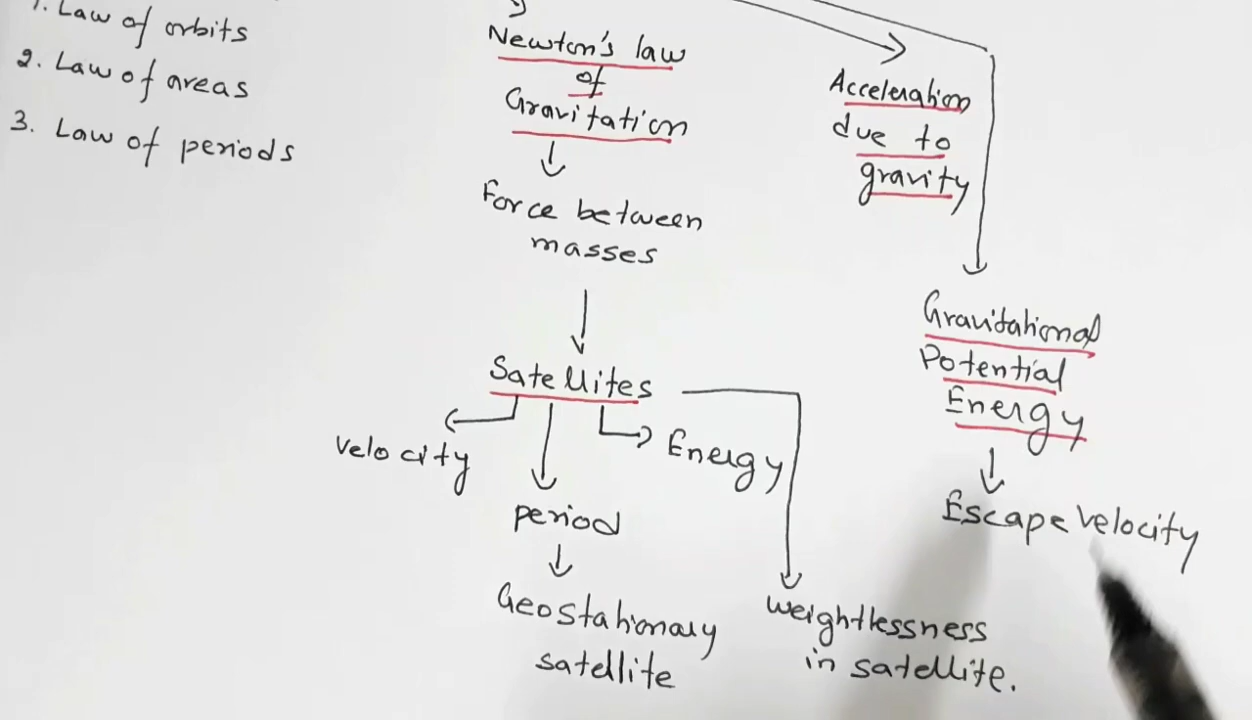 1. Law of orbits
2. Law of areas
3. Law of periods
Newton's law
of
Gravitation
Force between
masses
Satellites
velocity
Energy
period
Geostationary
satellite
weightlessness
in satellite.
Acceleration
due to
gravity
Gravitational
Potential
Energy
Escape velocity